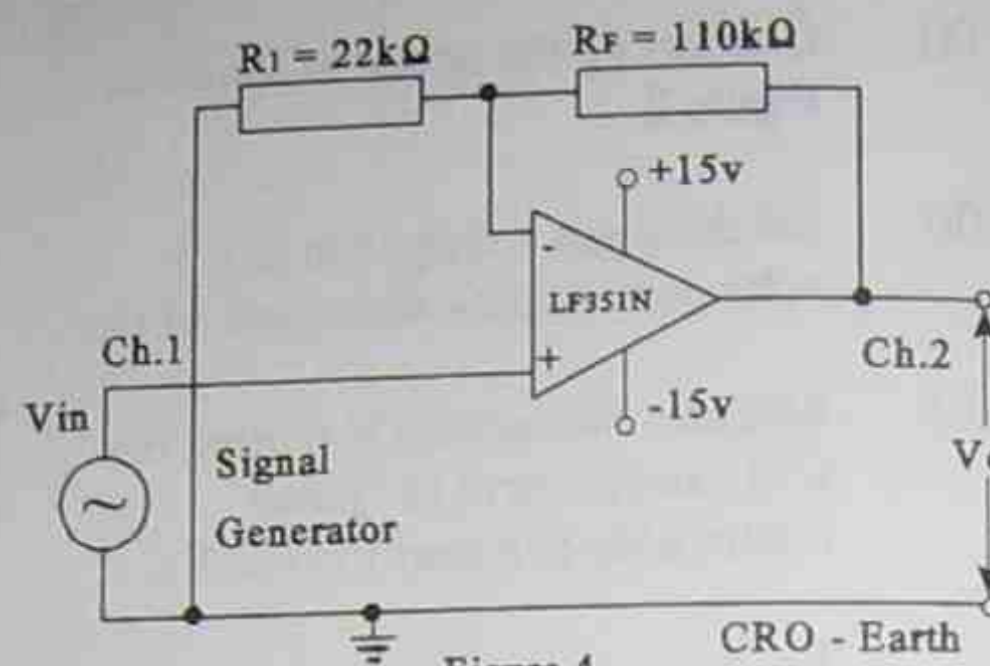 R1 = 22kΩ
RF = 110kΩ
+15v
-
LF351N
+
-15v
Ch.1
Ch.2
Vin
~
Signal
Generator
CRO - Earth